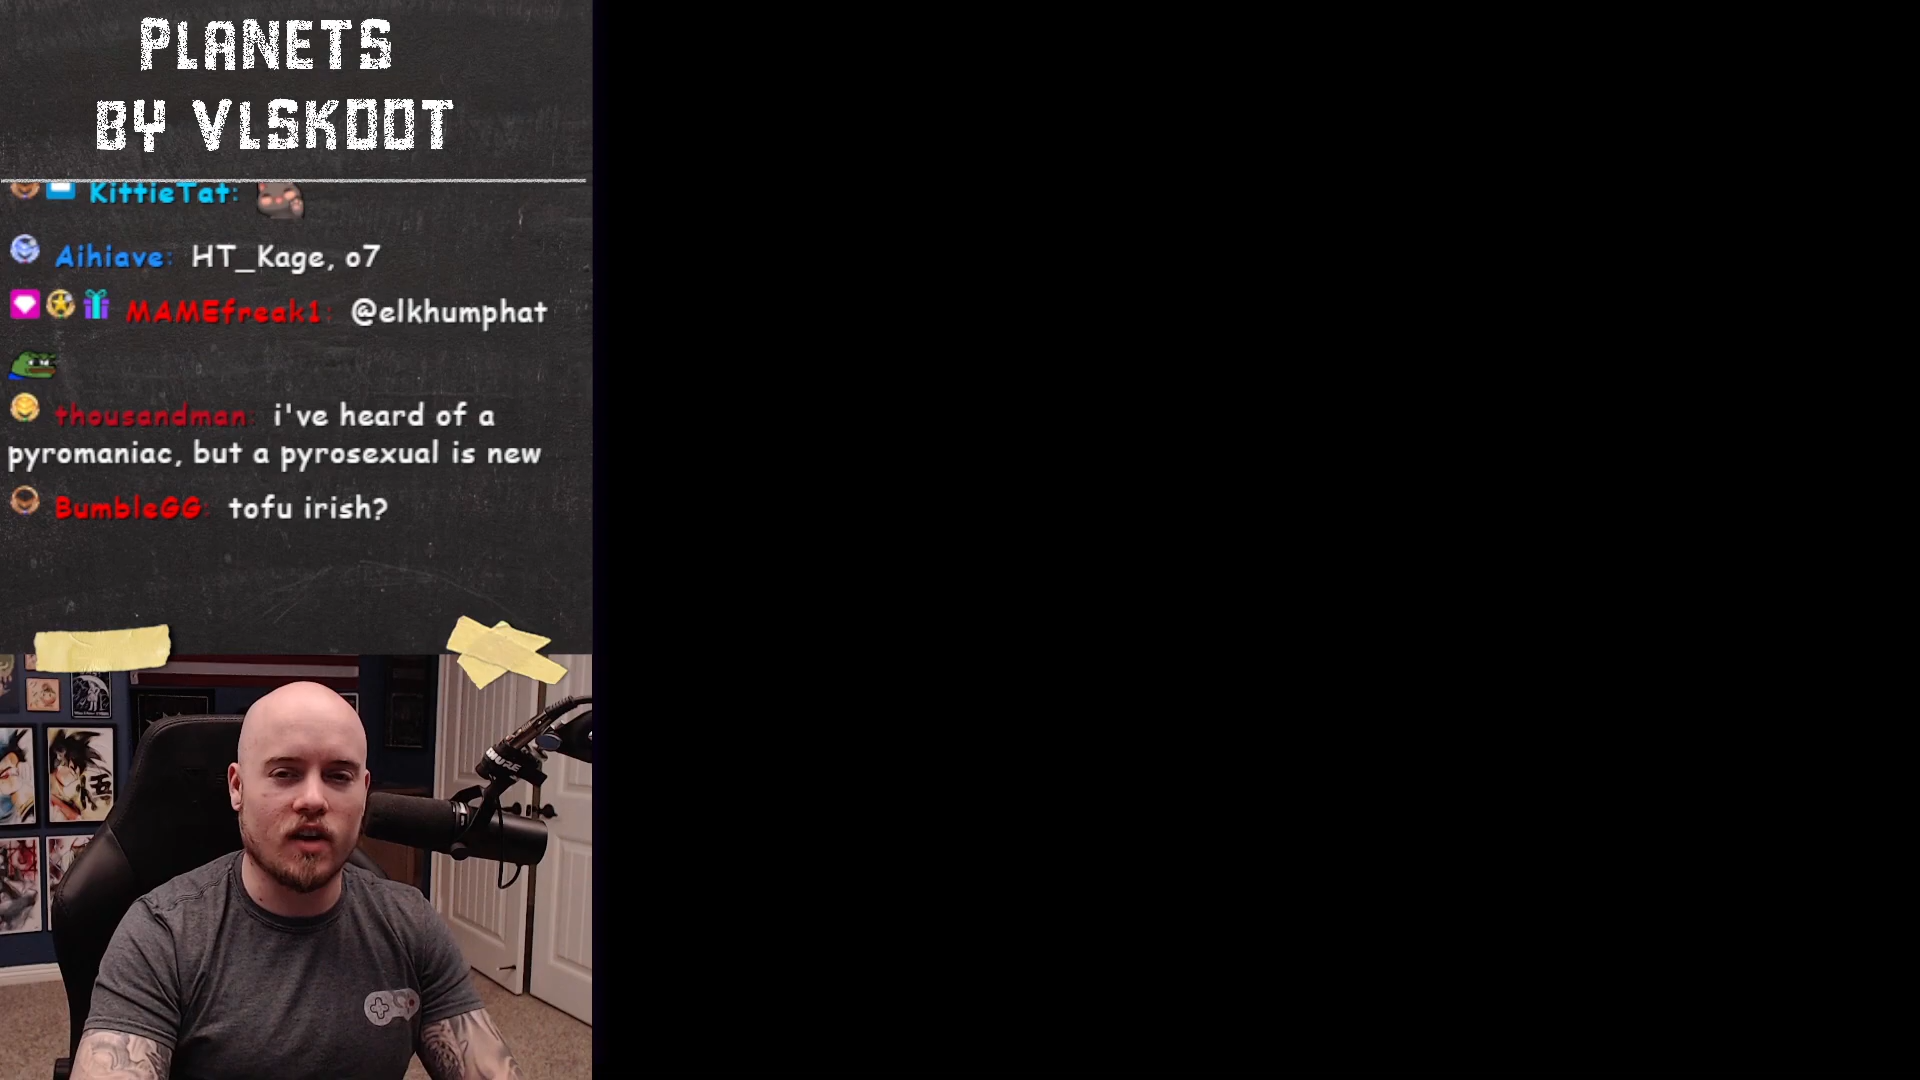 PLANETS
BY VLSKOOT
KittieTat:
Aihiave: HT_Kage, o7
MAMEfreak1: @elkhumphat
thousandman: i've heard of a
pyromaniac, but a pyrosexual is new
BumbleGG: tofu irish?
SHURE